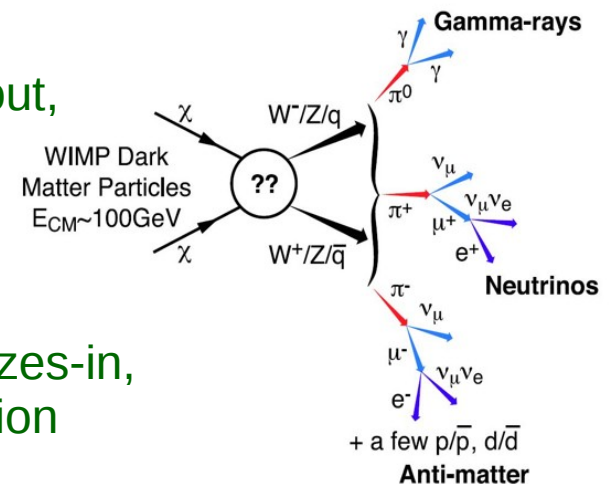 out,
zes-in,
ion
χ
χ
WIMP Dark
Matter Particles
E_CM~100GeV
??
W⁻/Z/q
W⁺/Z/q̅
γ
γ
π⁰
Gamma-rays
π⁺
ν_μ
μ⁺
ν_μν_e
e⁺
Neutrinos
π⁻
ν_μ
μ⁻
ν_μν_e
e⁻
+ a few p/p̅, d/d̅
Anti-matter